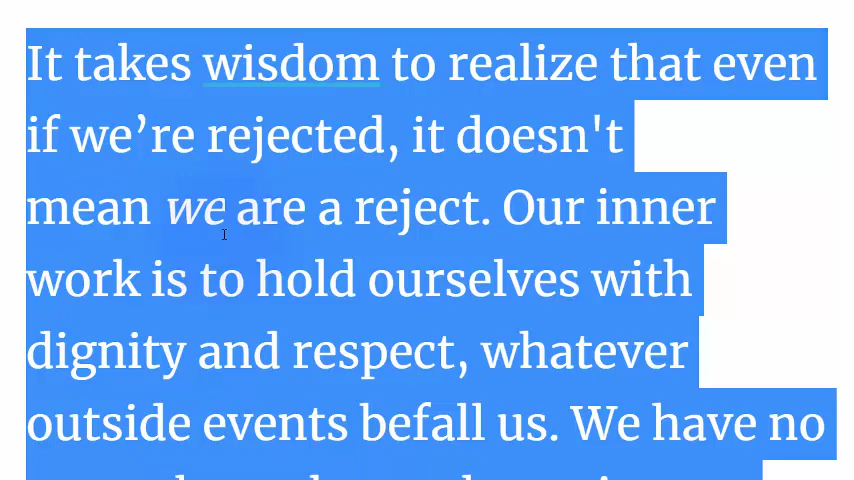 It takes wisdom to realize that even
if we’re rejected, it doesn't
mean we are a reject. Our inner
work is to hold ourselves with
dignity and respect, whatever
outside events befall us. We have no